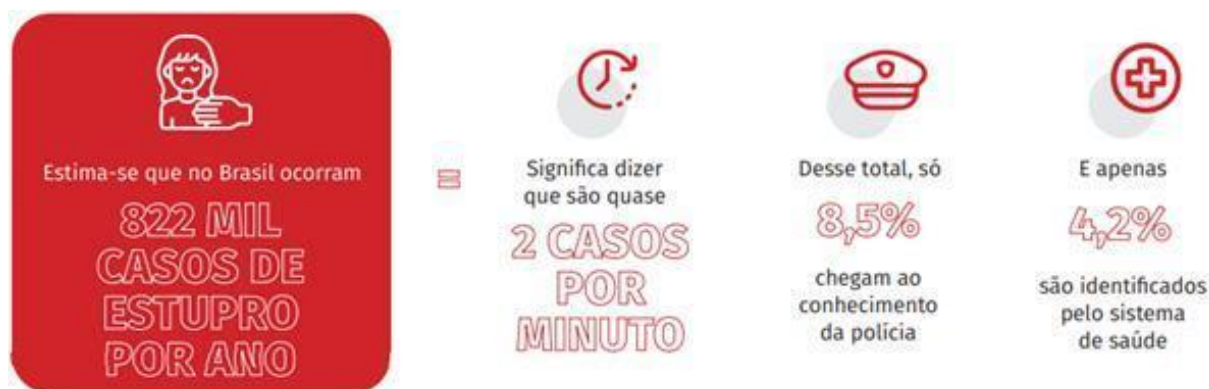 Estima-se que no Brasil ocorram
822 MIL
CASOS DE
ESTUPRO
POR ANO
=
Significa dizer
que são quase
2 CASOS
POR
MINUTO
Desse total, só
8,5%
chegam ao
conhecimento
da polícia
E apenas
4,2%
são identificados
pelo sistema
de saúde